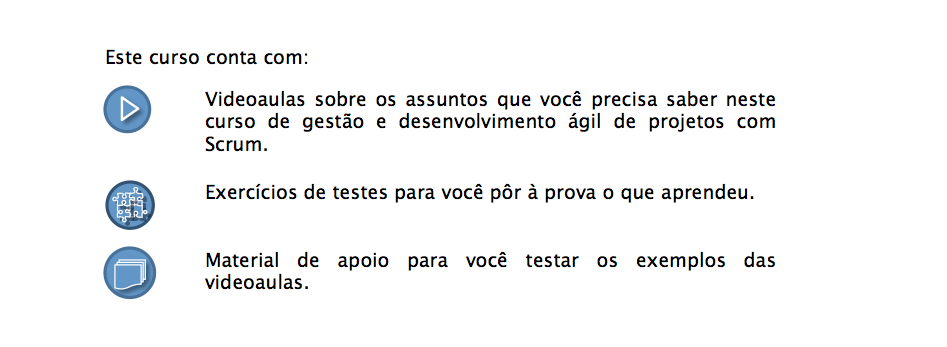 Este curso conta com:
Videoaulas sobre os assuntos que você precisa saber neste
curso de gestão e desenvolvimento ágil de projetos com
Scrum.
Exercícios de testes para você pôr à prova o que aprendeu.
Material de apoio para você testar os exemplos das
videoaulas.